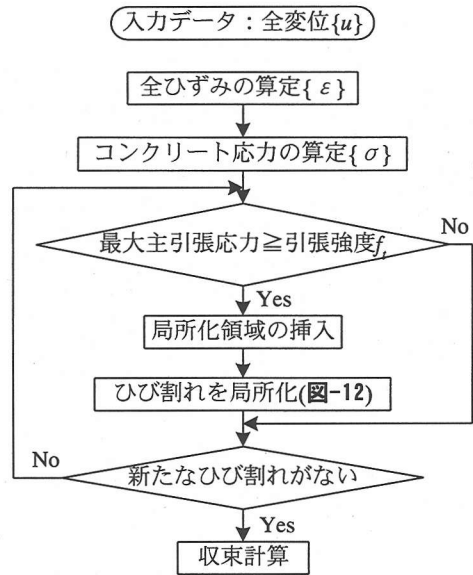 入力データ：全変位{u}
全ひずみの算定{ε}
コンクリート応力の算定{σ}
最大主引張応力≧引張強度ft
No
Yes
局所化領域の挿入
ひび割れを局所化(図-12)
No
新たなひび割れがない
Yes
収束計算